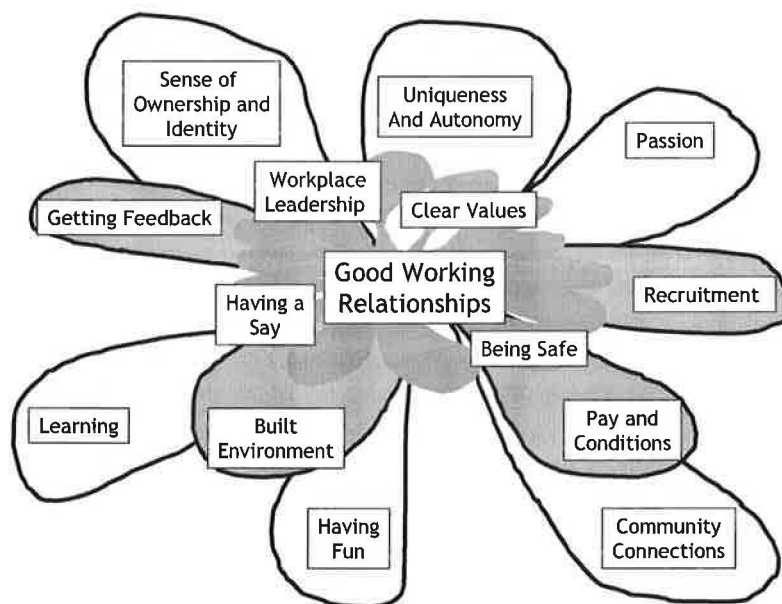 Sense of
Ownership and
Identity
Uniqueness
And Autonomy
Passion
Workplace
Leadership
Clear Values
Getting Feedback
Good Working
Relationships
Recruitment
Having a
Say
Being Safe
Learning
Built
Environment
Pay and
Conditions
Having
Fun
Community
Connections